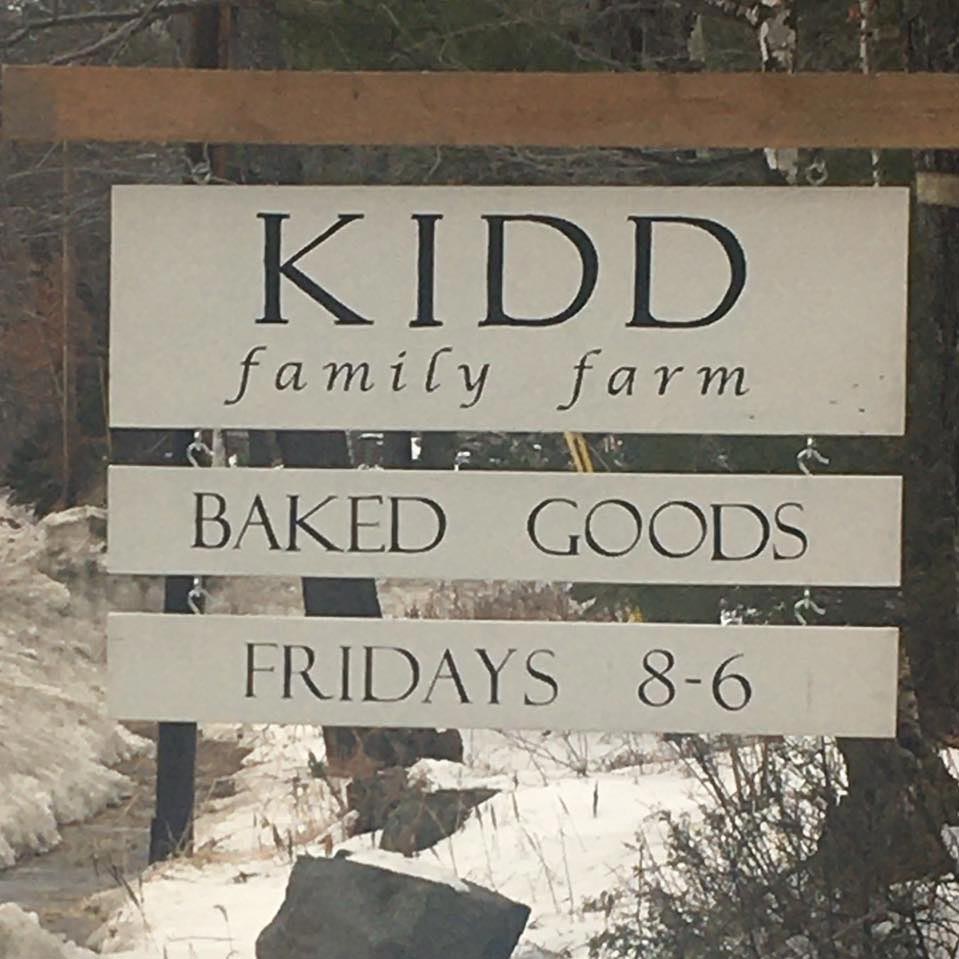 KIDD
family farm
BAKED GOODS
FRIDAYS 8-6